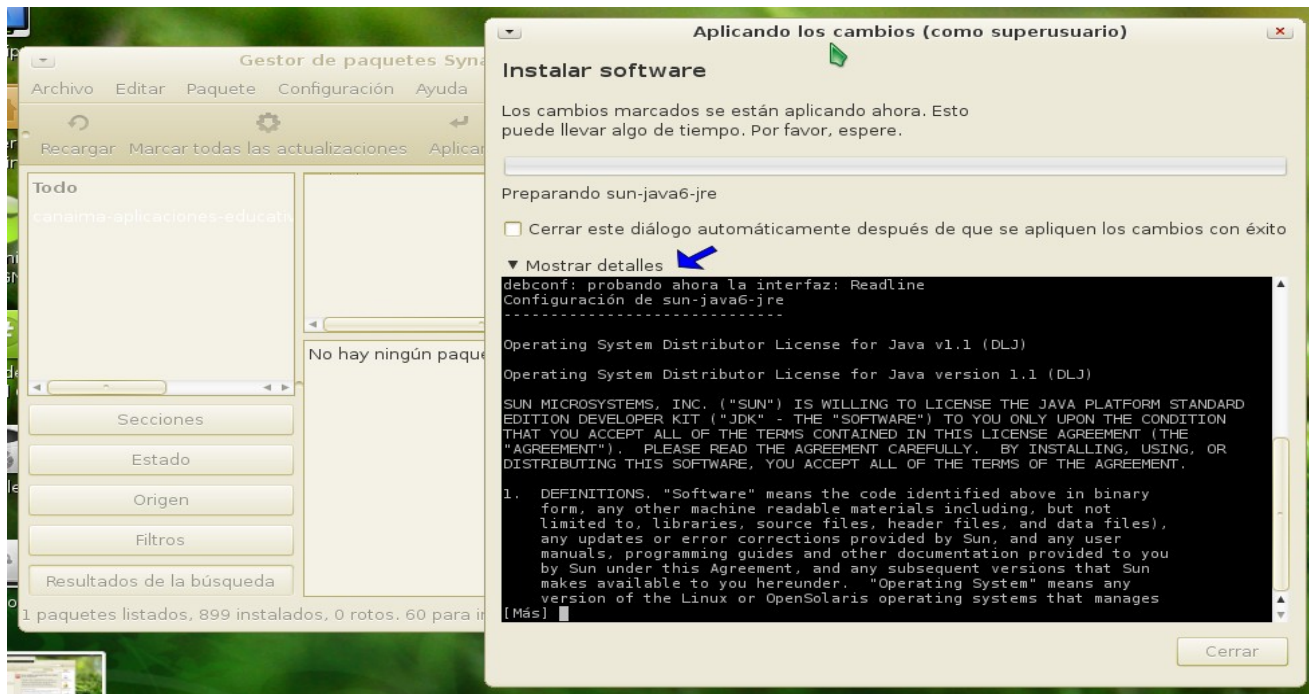 Aplicando los cambios (como superusuario)
Instalar software
Los cambios marcados se están aplicando ahora. Esto
puede llevar algo de tiempo. Por favor, espere.
Preparando sun-java6-jre
Cerrar este diálogo automáticamente después de que se apliquen los cambios con éxito
Mostrar detalles
debconf: probando ahora la interfaz: Readline
Configuración de sun-java6-jre
------------------------------
Operating System Distributor License for Java v1.1 (DLJ)
Operating System Distributor License for Java version 1.1 (DLJ)
SUN MICROSYSTEMS, INC. ("SUN") IS WILLING TO LICENSE THE JAVA PLATFORM STANDARD
EDITION DEVELOPER KIT ("JDK" - THE "SOFTWARE") TO YOU ONLY UPON THE CONDITION
THAT YOU ACCEPT ALL OF THE TERMS CONTAINED IN THIS LICENSE AGREEMENT (THE
"AGREEMENT").  PLEASE READ THE AGREEMENT CAREFULLY.  BY INSTALLING, USING, OR
DISTRIBUTING THIS SOFTWARE, YOU ACCEPT ALL OF THE TERMS OF THE AGREEMENT.
1.  DEFINITIONS. "Software" means the code identified above in binary
form, any other machine readable materials including, but not
limited to, libraries, source files, header files, and data files),
any updates or error corrections provided by Sun, and any user
manuals, programming guides and other documentation provided to you
by Sun under this Agreement, and any subsequent versions that Sun
makes available to you hereunder.  "Operating System" means any
version of the Linux or OpenSolaris operating systems that manages
[Más]
Cerrar
Gestor de paquetes Syna
Archivo Editar Paquete Configuración Ayuda
Recargar Marcar todas las actualizaciones Aplicar
Todo
canaima-aplicaciones-educativ
No hay ningún paque
Secciones
Estado
Origen
Filtros
Resultados de la búsqueda
1 paquetes listados, 899 instalados, 0 rotos. 60 para i